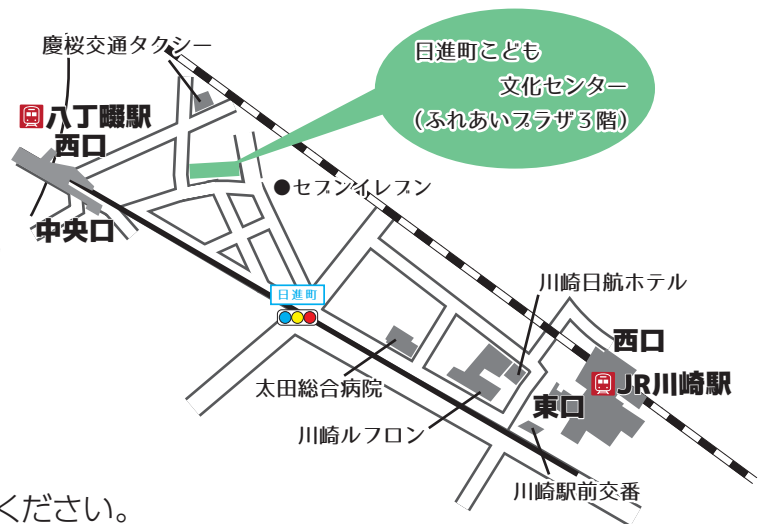 慶桜交通タクシー
日進町こども
文化センター
(ふれあいプラザ3階)
八丁畷駅
西口
セブンイレブン
中央口
日進町
川崎日航ホテル
西口
JR川崎駅
太田総合病院
東口
川崎ルフロン
川崎駅前交番
ください。